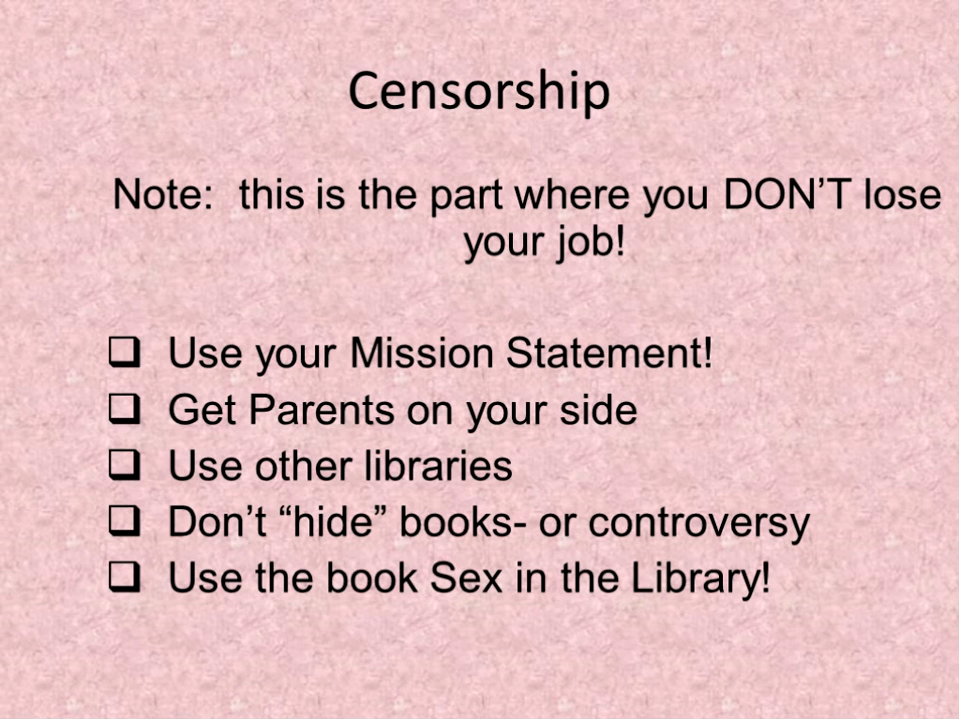 Censorship
Note:  this is the part where you DON’T lose
your job!
❑ Use your Mission Statement!
❑ Get Parents on your side
❑ Use other libraries
❑ Don’t “hide” books- or controversy
❑ Use the book Sex in the Library!